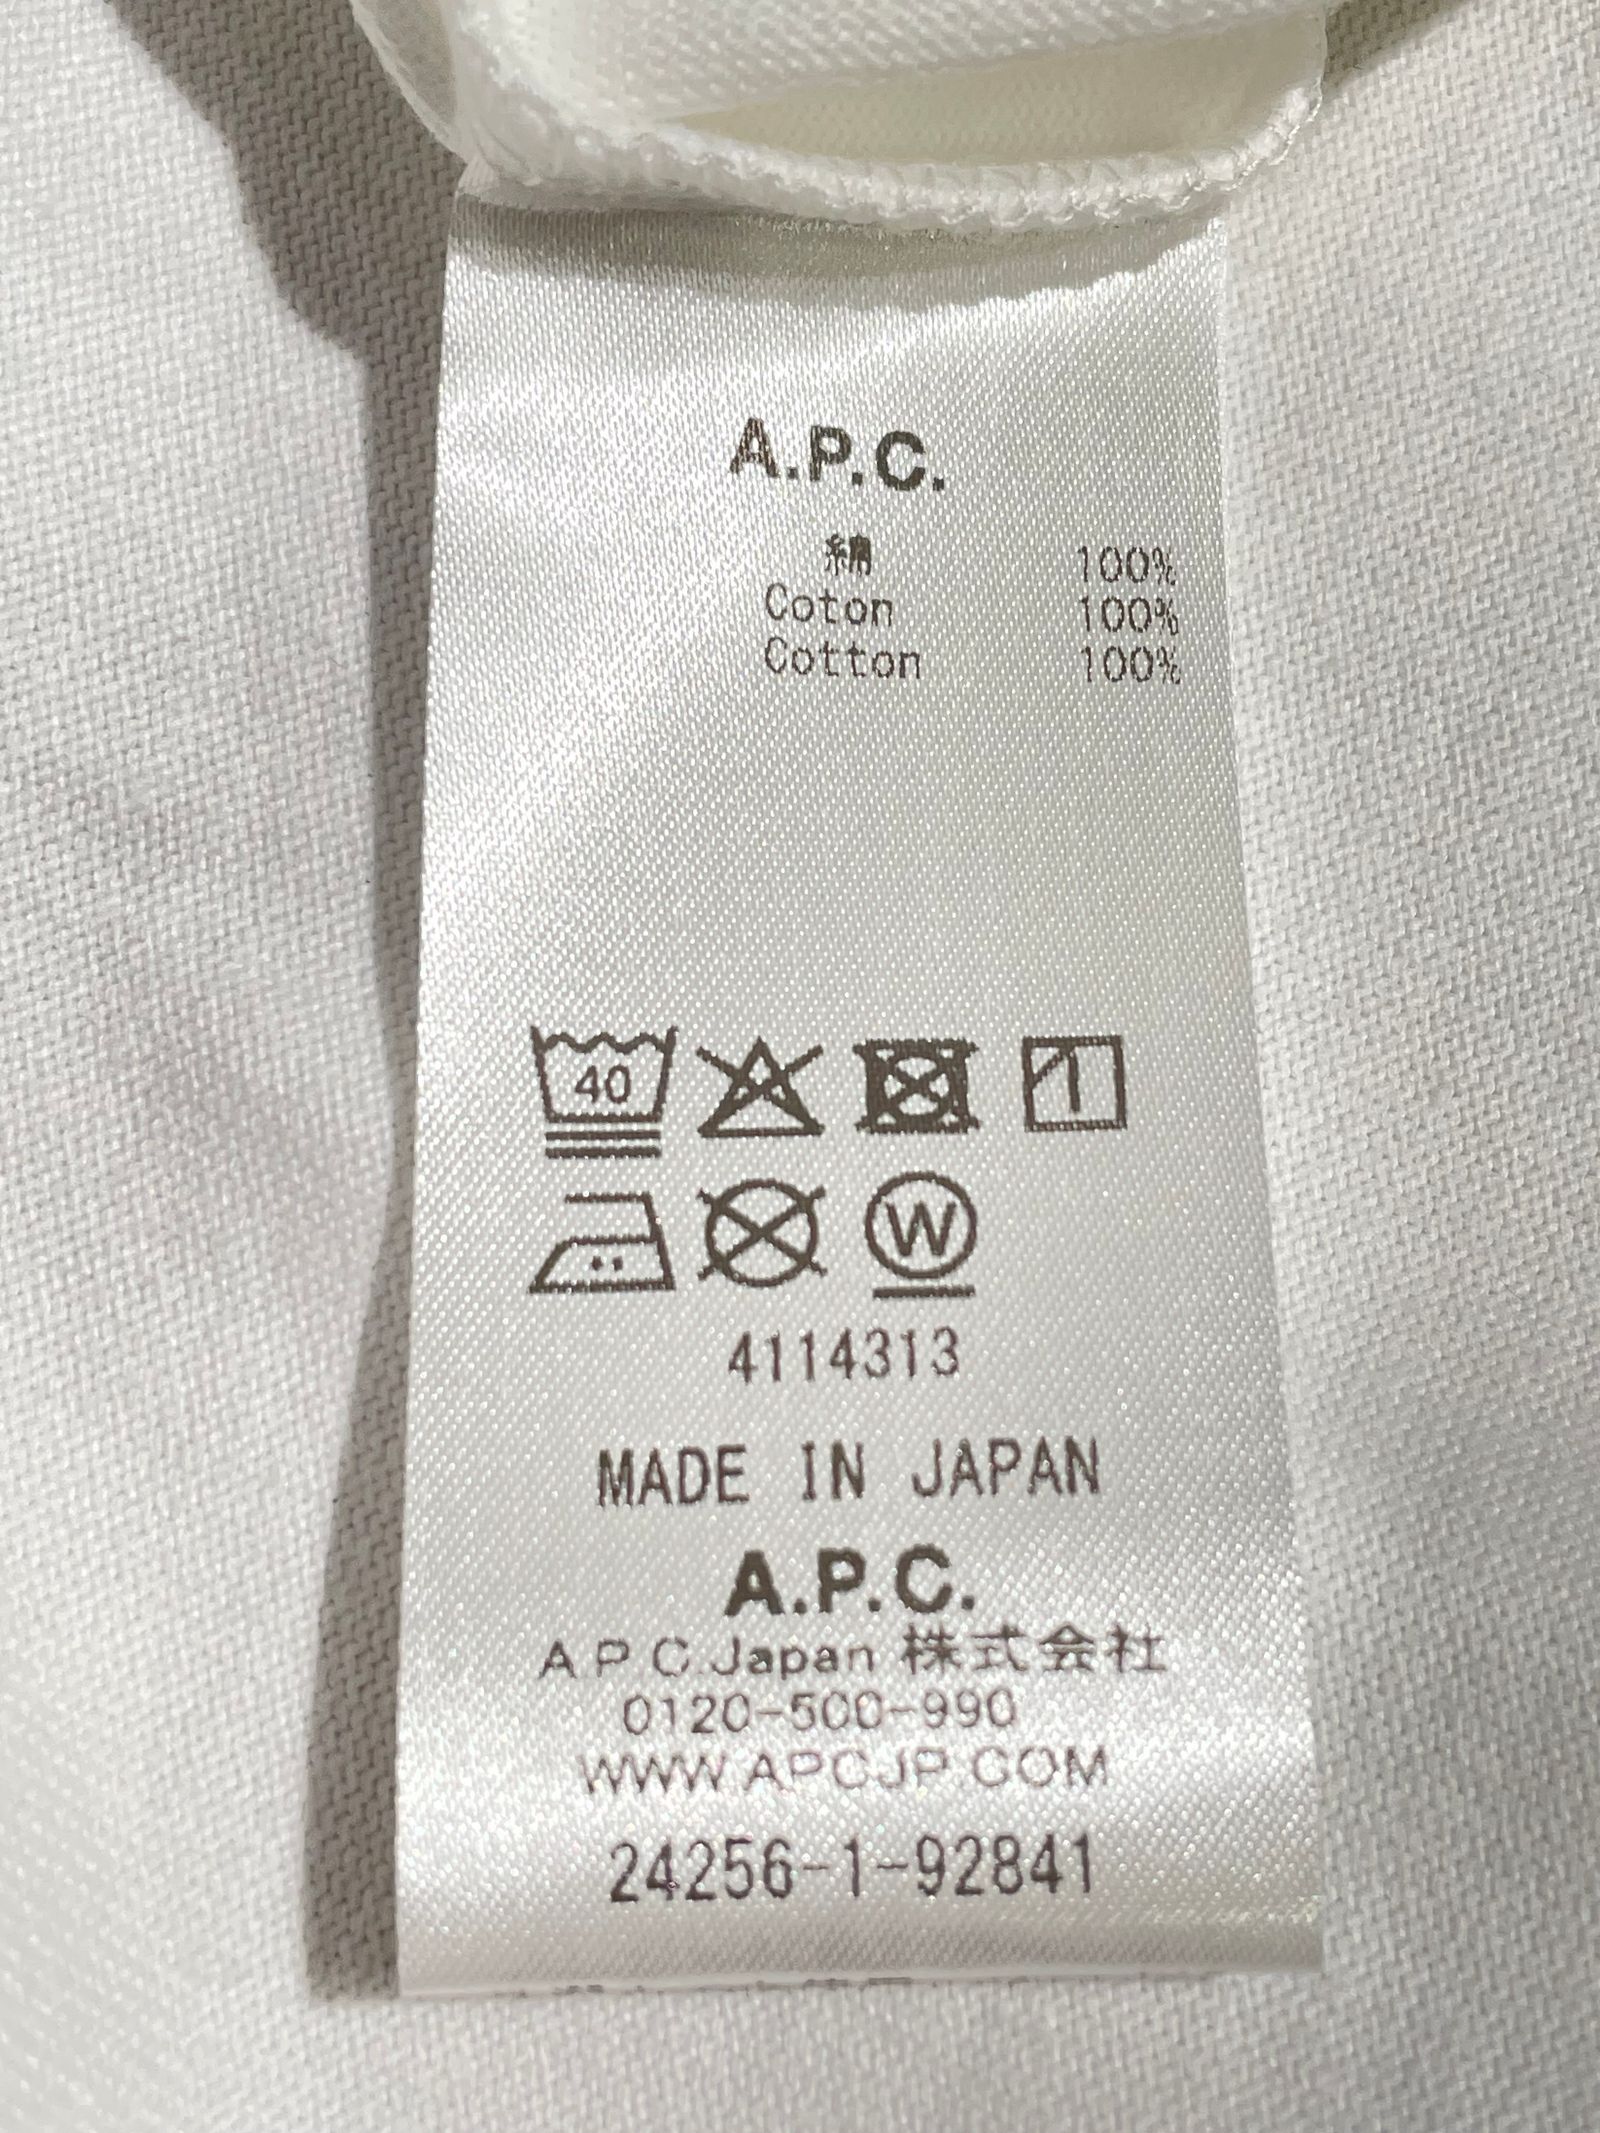 A.P.C.
綿 100%
Coton 100%
Cotton 100%
40
W
4114313
MADE IN JAPAN
A.P.C.
A.P.C.Japan 株式会社
0120-500-990
WWW.APCJP.COM
24256-1-92841